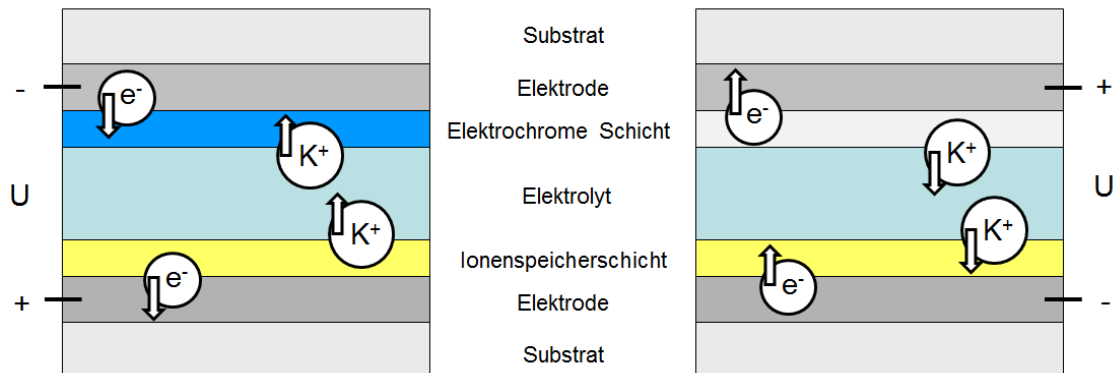 Substrat
- e⁻ Elektrode e⁻ +
Elektrochrome Schicht
K⁺ K⁺
U Elektrolyt U
K⁺ K⁺
Ionenspeicherschicht
+ e⁻ Elektrode e⁻ -
Substrat